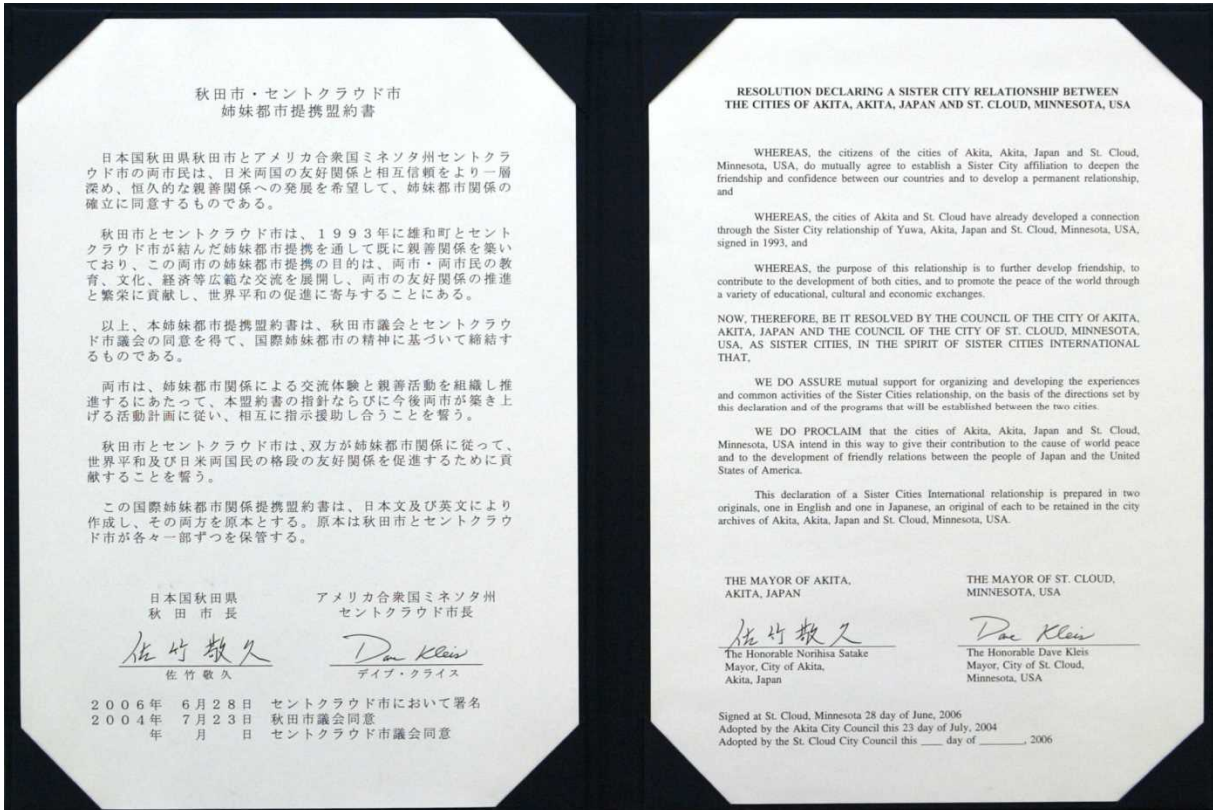 秋田市・セントクラウド市
姉妹都市提携盟約書
日本国秋田県秋田市とアメリカ合衆国ミネソタ州セントクラ
ウド市の両市民は、日米両国の友好関係と相互信頼をより一層
深め、恒久的な親善関係への発展を希望して、姉妹都市関係の
確立に同意するものである。
秋田市とセントクラウド市は、１９９３年に雄和町とセント
クラウド市が結んだ姉妹都市提携を通して既に親善関係を築い
ており、この両市の姉妹都市提携の目的は、両市・両市民の教
育、文化、経済等広範な交流を展開し、両市の友好関係の推進
と繁栄に貢献し、世界平和の促進に寄与することにある。
以上、本姉妹都市提携盟約書は、秋田市議会とセントクラウ
ド市議会の同意を得て、国際姉妹都市の精神に基づいて締結す
るものである。
両市は、姉妹都市関係による交流体験と親善活動を組織し推
進するにあたって、本盟約書の指針ならびに今後両市が築き上
げる活動計画に従い、相互に指示援助し合うことを誓う。
秋田市とセントクラウド市は、双方が姉妹都市関係に従って、
世界平和及び日米両国民の格段の友好関係を促進するために貢
献することを誓う。
この国際姉妹都市関係提携盟約書は、日本文及び英文により
作成し、その両方を原本とする。原本は秋田市とセントクラウ
ド市が各々一部ずつを保管する。
日本国秋田県
秋田市長
佐竹敬久
佐竹敬久
アメリカ合衆国ミネソタ州
セントクラウド市長
Dave Kleis
デイブ・クライス
２００６年 ６月２８日 セントクラウド市において署名
２００４年 ７月２３日 秋田市議会同意
年 月 日 セントクラウド市議会同意
RESOLUTION DECLARING A SISTER CITY RELATIONSHIP BETWEEN
THE CITIES OF AKITA, AKITA, JAPAN AND ST. CLOUD, MINNESOTA, USA
WHEREAS, the citizens of the cities of Akita, Akita, Japan and St. Cloud,
Minnesota, USA, do mutually agree to establish a Sister City affiliation to deepen the
friendship and confidence between our countries and to develop a permanent relationship,
and
WHEREAS, the cities of Akita and St. Cloud have already developed a connection
through the Sister City relationship of Yuwa, Akita, Japan and St. Cloud, Minnesota, USA,
signed in 1993, and
WHEREAS, the purpose of this relationship is to further develop friendship, to
contribute to the development of both cities, and to promote the peace of the world through
a variety of educational, cultural and economic exchanges.
NOW, THEREFORE, BE IT RESOLVED BY THE COUNCIL OF THE CITY Of AKITA,
AKITA, JAPAN AND THE COUNCIL OF THE CITY OF ST. CLOUD, MINNESOTA,
USA, AS SISTER CITIES, IN THE SPIRIT OF SISTER CITIES INTERNATIONAL
THAT,
WE DO ASSURE mutual support for organizing and developing the experiences
and common activities of the Sister Cities relationship, on the basis of the directions set by
this declaration and of the programs that will be established between the two cities.
WE DO PROCLAIM that the cities of Akita, Akita, Japan and St. Cloud,
Minnesota, USA intend in this way to give their contribution to the cause of world peace
and to the development of friendly relations between the people of Japan and the United
States of America.
This declaration of a Sister Cities International relationship is prepared in two
originals, one in English and one in Japanese, an original of each to be retained in the city
archives of Akita, Akita, Japan and St. Cloud, Minnesota, USA.
THE MAYOR OF AKITA,
AKITA, JAPAN
佐竹敬久
The Honorable Norihisa Satake
Mayor, City of Akita,
Akita, Japan
THE MAYOR OF ST. CLOUD,
MINNESOTA, USA
Dave Kleis
The Honorable Dave Kleis
Mayor, City of St. Cloud,
Minnesota, USA
Signed at St. Cloud, Minnesota 28 day of June, 2006
Adopted by the Akita City Council this 23 day of July, 2004
Adopted by the St. Cloud City Council this ____ day of ________, 2006